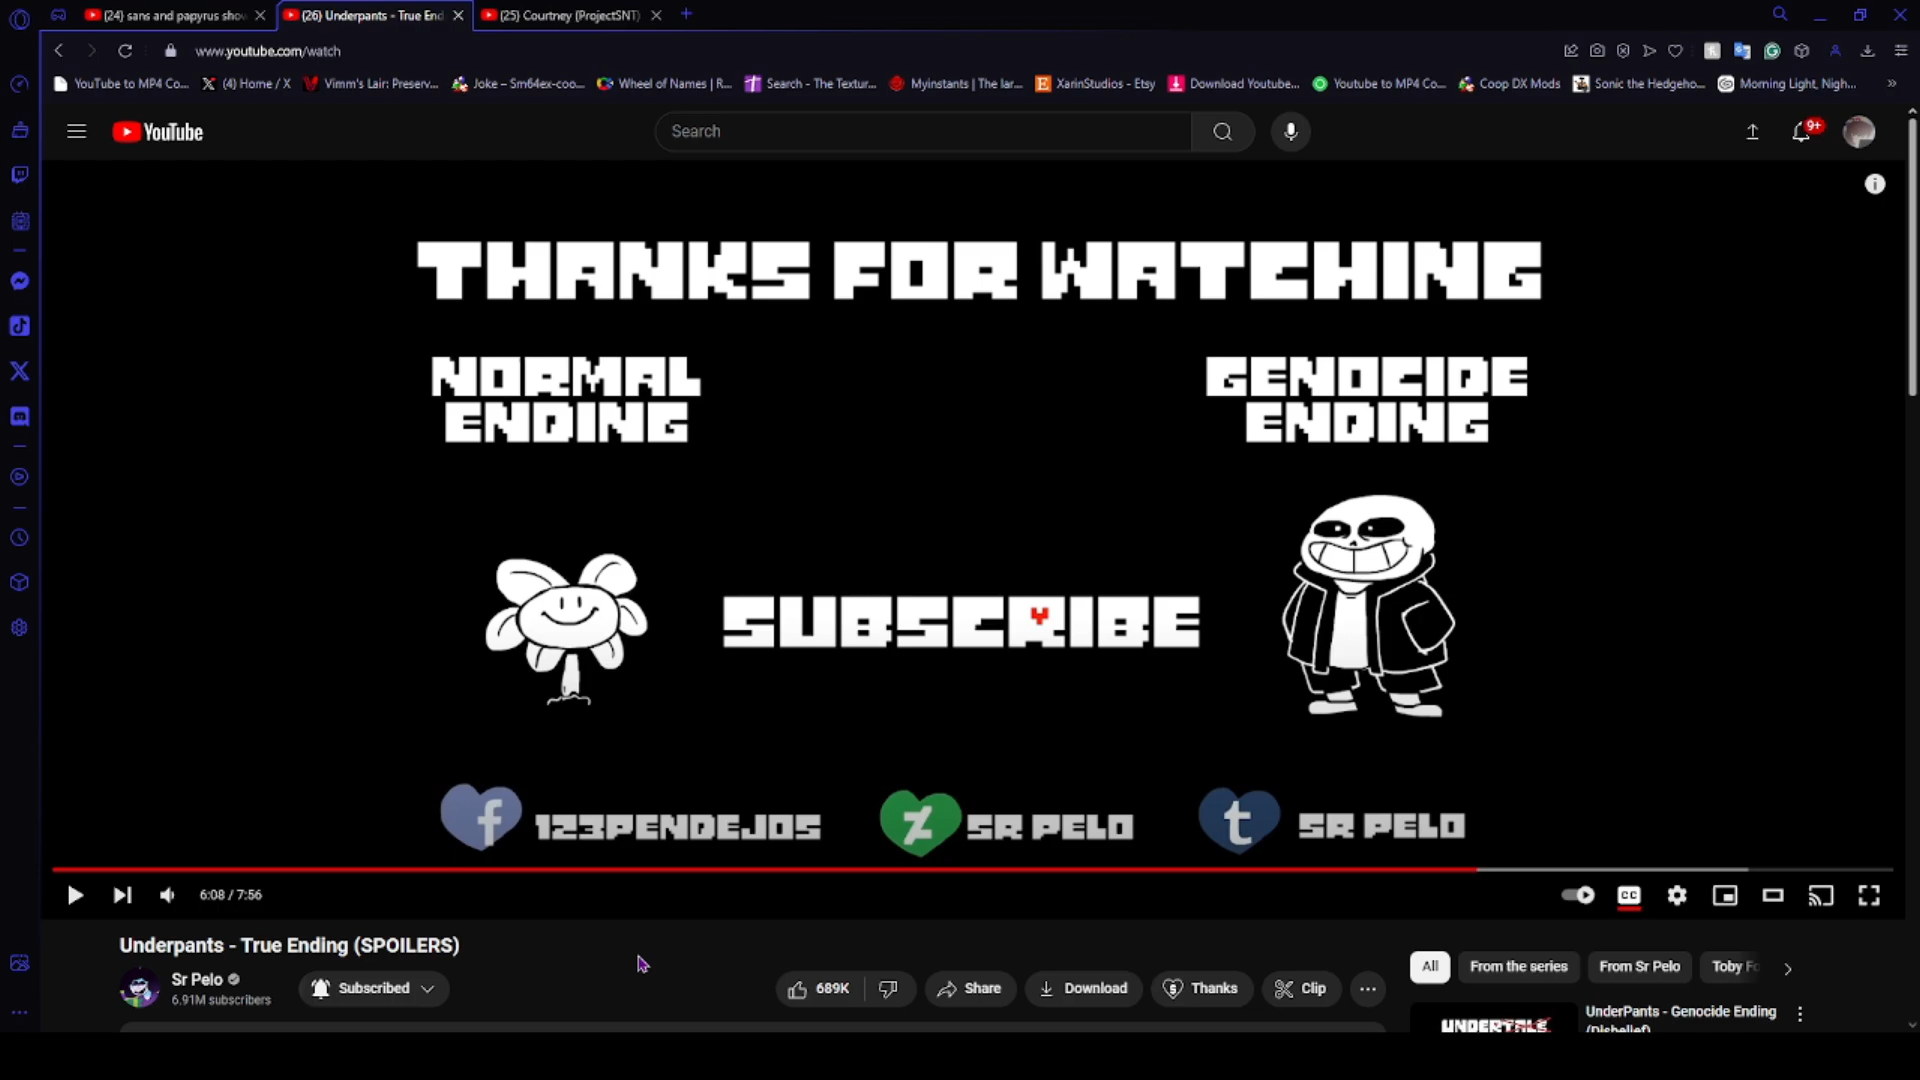 (24) sans and papyrus sho
(26) Underpants - True End
(25) Courtney (ProjectSNT)
www.youtube.com/watch
YouTube to MP4 Co...
(4) Home / X
Vimm's Lair: Preserv...
Joke – Sm64ex-coo...
Wheel of Names | R...
Search - The Textur...
Myinstants | The lar...
XarinStudios - Etsy
Download Youtube...
Youtube to MP4 Co...
Coop DX Mods
Sonic the Hedgeho...
Morning Light, Nigh...
YouTube
Search
9+
THANKS FOR WATCHING
NORMAL
ENDING
GENOCIDE
ENDING
SUBSCRIBE
f 123PENDEJOS
SR PELO
t SR PELO
6:08 / 7:56
CC
Underpants - True Ending (SPOILERS)
Sr Pelo
6.91M subscribers
Subscribed
689K
Share
Download
Thanks
Clip
All
From the series
From Sr Pelo
Toby Fo
UNDERTALE
UnderPants - Genocide Ending
(Disbelief)